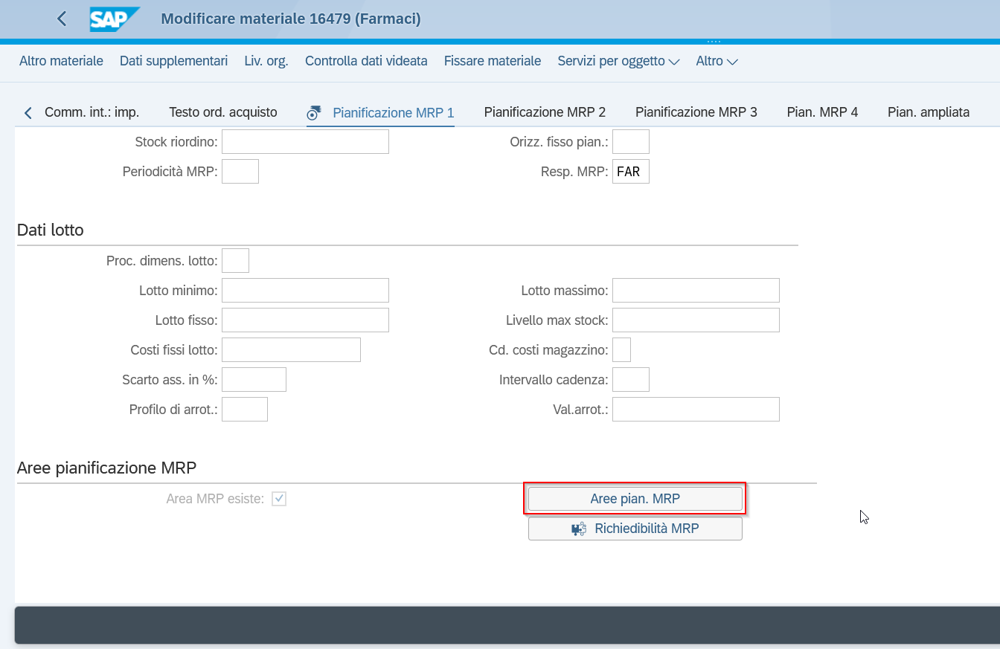 SAP Modificare materiale 16479 (Farmaci)
Altro materiale Dati supplementari Liv. org. Controlla dati videata Fissare materiale Servizi per oggetto Altro
Comm. int.: imp. Testo ord. acquisto Pianificazione MRP 1 Pianificazione MRP 2 Pianificazione MRP 3 Pian. MRP 4 Pian. ampliata
Stock riordino: Orizz. fisso pian.:
Periodicità MRP: Resp. MRP: FAR
Dati lotto
Proc. dimens. lotto:
Lotto minimo: Lotto massimo:
Lotto fisso: Livello max stock:
Costi fissi lotto: Cd. costi magazzino:
Scarto ass. in %: Intervallo cadenza:
Profilo di arrot.: Val.arrot.:
Aree pianificazione MRP
Area MRP esiste: Aree pian. MRP
Richiedibilità MRP